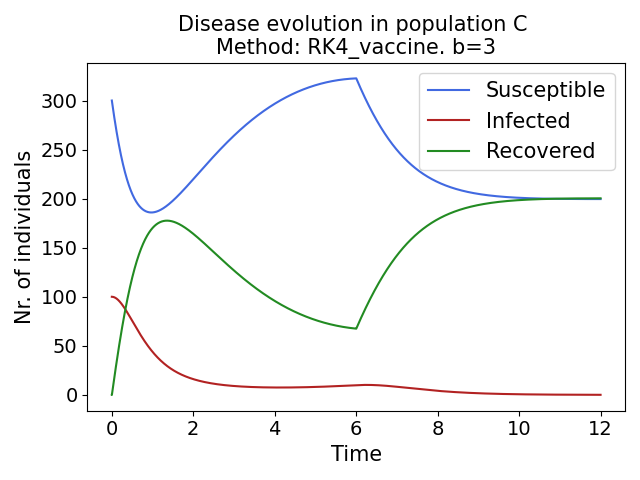 Disease evolution in population C
Method: RK4_vaccine. b=3
Susceptible
Infected
Recovered
Nr. of individuals
300
250
200
150
100
50
0
0 2 4 6 8 10 12
Time